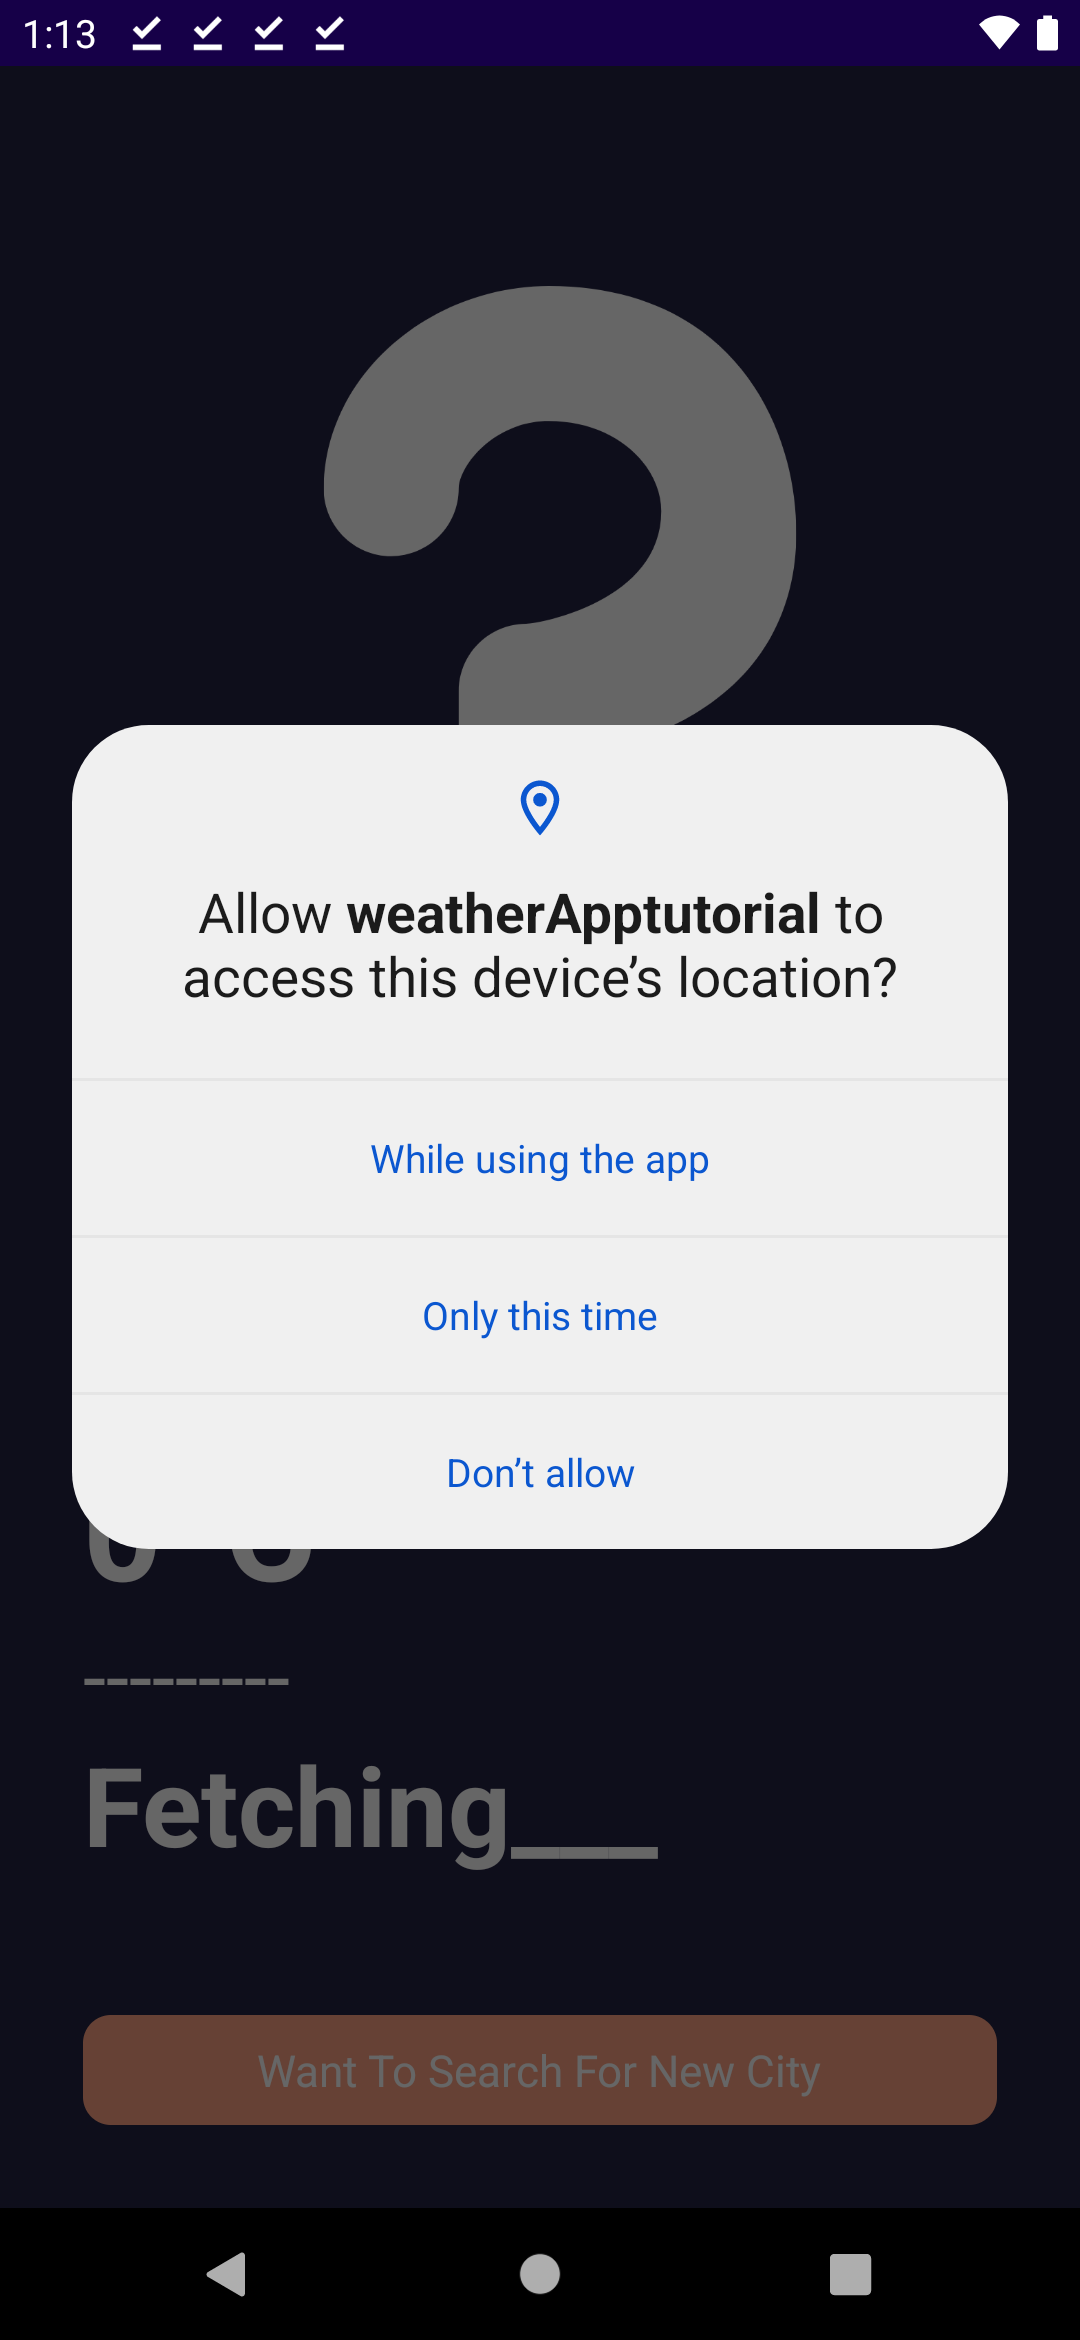 1:13
Allow weatherApptutorial to
access this device’s location?
While using the app
Only this time
Don’t allow
---------
Fetching___
Want To Search For New City